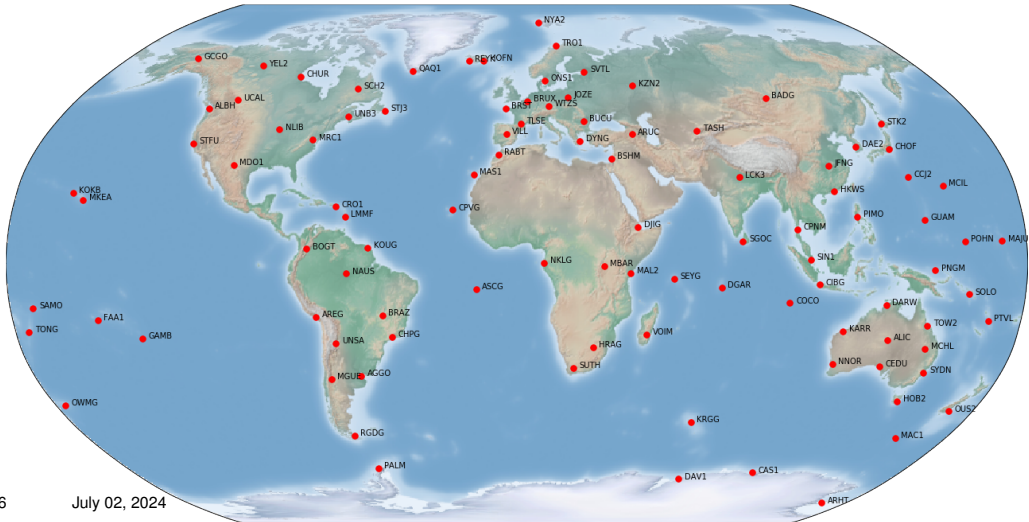 NYA2
TRO1
GCGO
YEL2
CHUR
QAQ1
REYK
HOFN
ONS1
SVTL
KZN2
BADG
SCH2
UCAL
ALBH
UNB3
STJ3
BRST
BRUX
WTZS
JOZE
TLSE
VILL
BUCU
DYNG
ARUC
TASH
STK2
NLIB
MRC1
STFU
MDO1
RABT
BSHM
DAE2
CHOF
JFNG
LCK3
HKWS
CCJ2
MCIL
KOKB
MKEA
MAS1
CRO1
LMMF
CPVG
DJIG
CPNM
PIMO
GUAM
BOGT
KOUG
SGOC
POHN
MAJU
NKLG
MBAR
MAL2
SIN1
PNGM
NAUS
SEYG
DGAR
CIBG
ASCG
COCO
SOLO
SAMO
FAA1
AREG
BRAZ
DARW
PTVL
TONG
GAMB
UNSA
CHPG
VOIM
KARR
TOW2
ALIC
MCHL
HRAG
SUTH
NNOR
CEDU
SYDN
MGUE
AGGO
OWMG
HOB2
OUS2
RGDG
KRGG
MAC1
PALM
DAV1
CAS1
ARHT
6 July 02, 2024